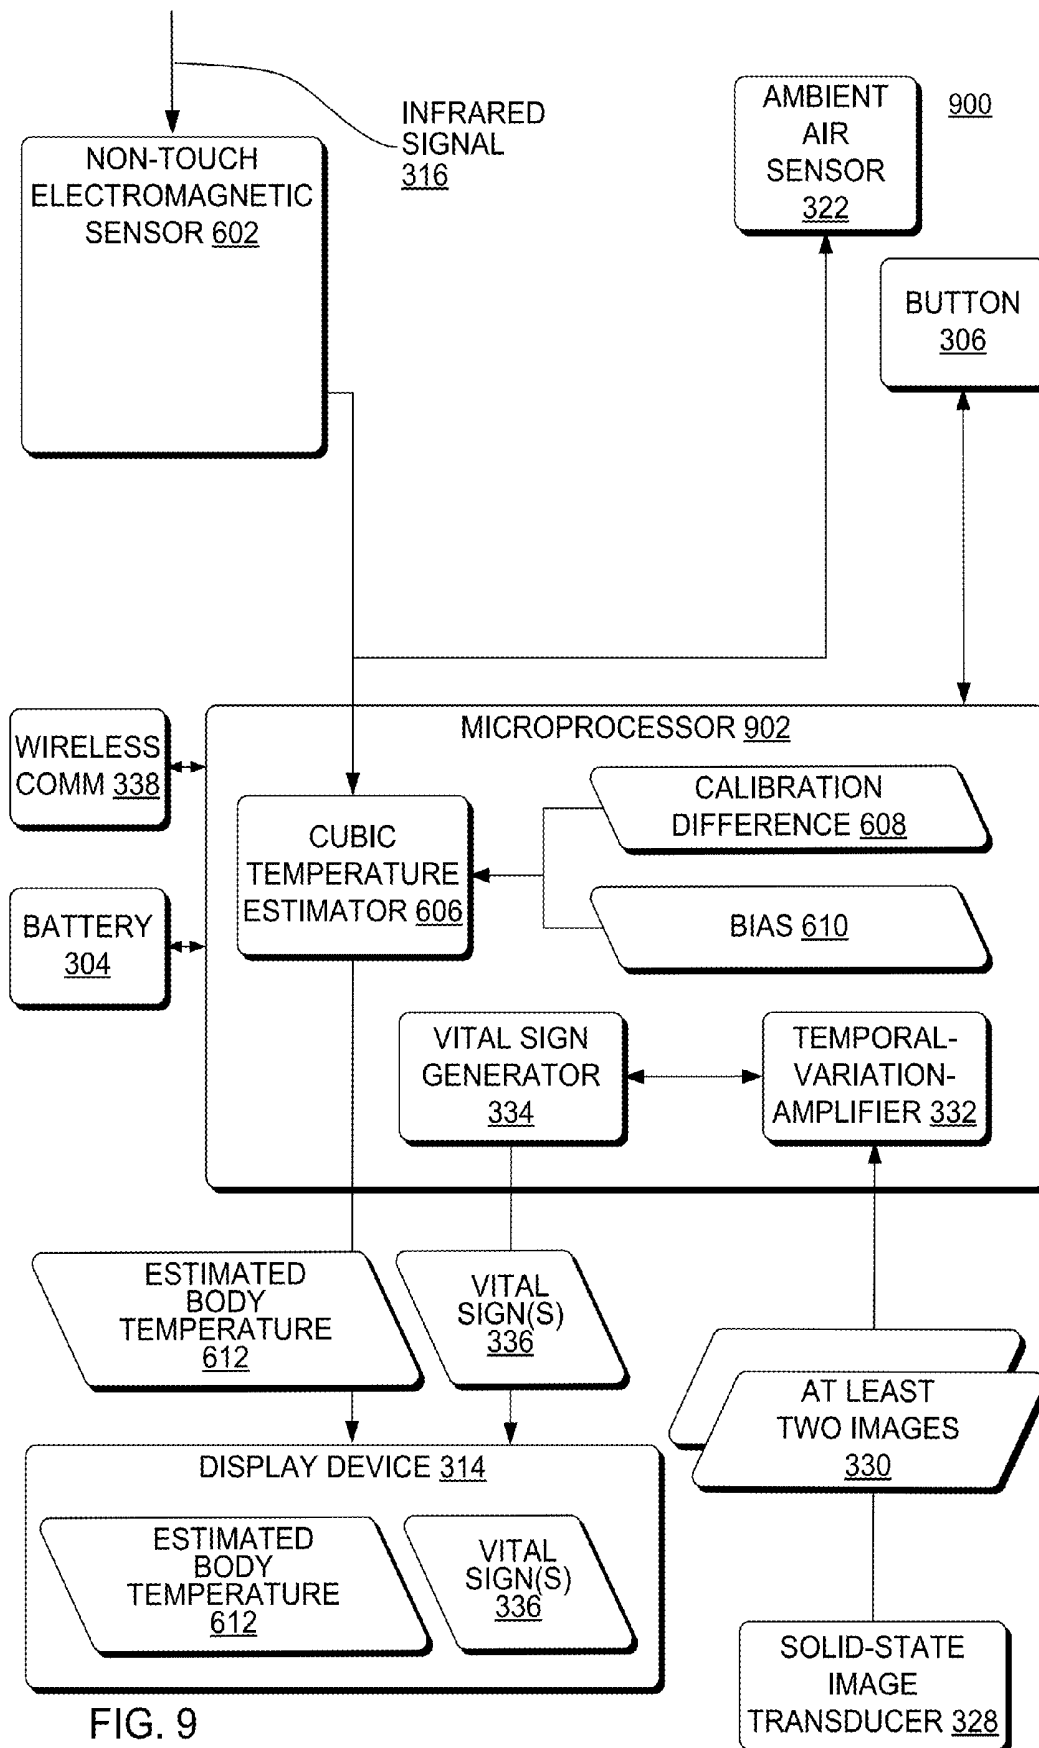 INFRARED
SIGNAL
316
NON-TOUCH
ELECTROMAGNETIC
SENSOR 602
AMBIENT
AIR
SENSOR
322
900
BUTTON
306
MICROPROCESSOR 902
WIRELESS
COMM 338
CUBIC
TEMPERATURE
ESTIMATOR 606
CALIBRATION
DIFFERENCE 608
BIAS 610
BATTERY
304
VITAL SIGN
GENERATOR
334
TEMPORAL-
VARIATION-
AMPLIFIER 332
ESTIMATED
BODY
TEMPERATURE
612
VITAL
SIGN(S)
336
AT LEAST
TWO IMAGES
330
DISPLAY DEVICE 314
ESTIMATED
BODY
TEMPERATURE
612
VITAL
SIGN(S)
336
SOLID-STATE
IMAGE
TRANSDUCER 328
FIG. 9